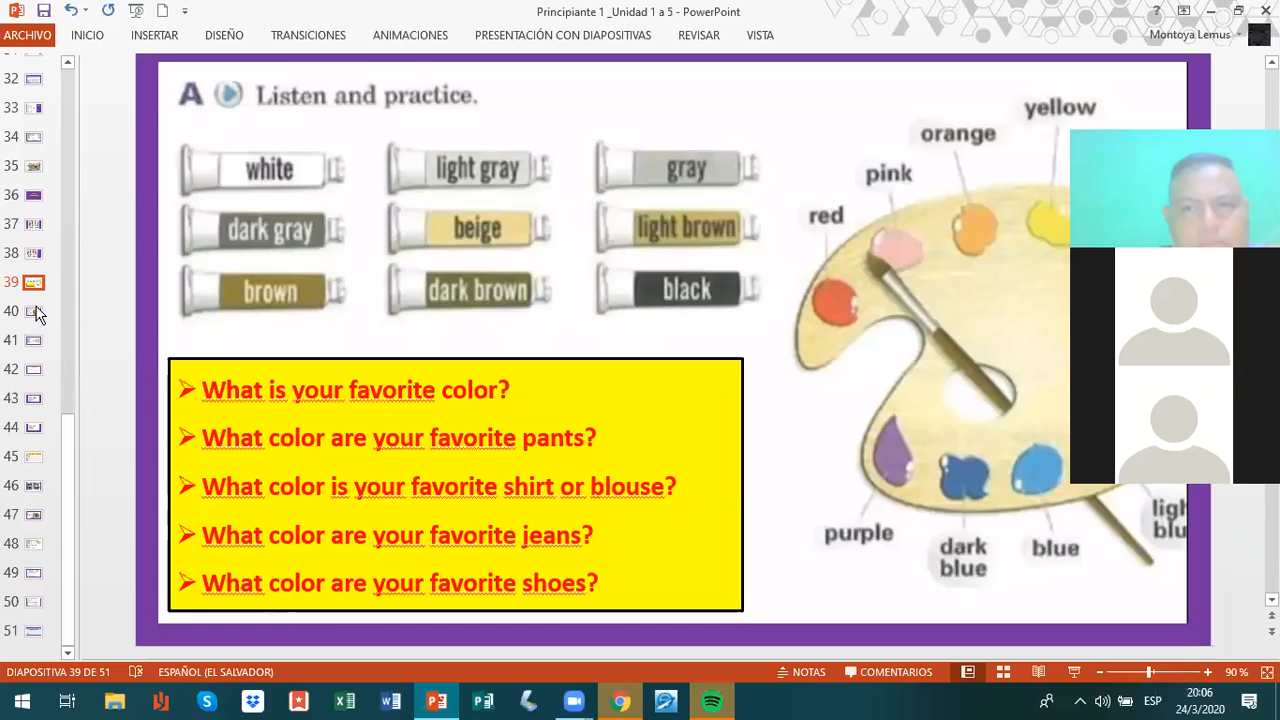 Principiante 1 _Unidad 1 a 5 - PowerPoint
?
ARCHIVO INICIO INSERTAR DISEÑO TRANSICIONES ANIMACIONES PRESENTACIÓN CON DIAPOSITIVAS REVISAR VISTA
Montoya Lemus
32
33
34
35
36
37
38
39
40
41
42
43
44
45
46
47
48
49
50
51
A Listen and practice.
white light gray gray
dark gray beige light brown
brown dark brown black
yellow
orange
pink
red
purple
dark
blue
blue
What is your favorite color?
What color are your favorite pants?
What color is your favorite shirt or blouse?
What color are your favorite jeans?
What color are your favorite shoes?
DIAPOSITIVA 39 DE 51 ESPAÑOL (EL SALVADOR) NOTAS COMENTARIOS 90 %
ESP
20:06
24/3/2020